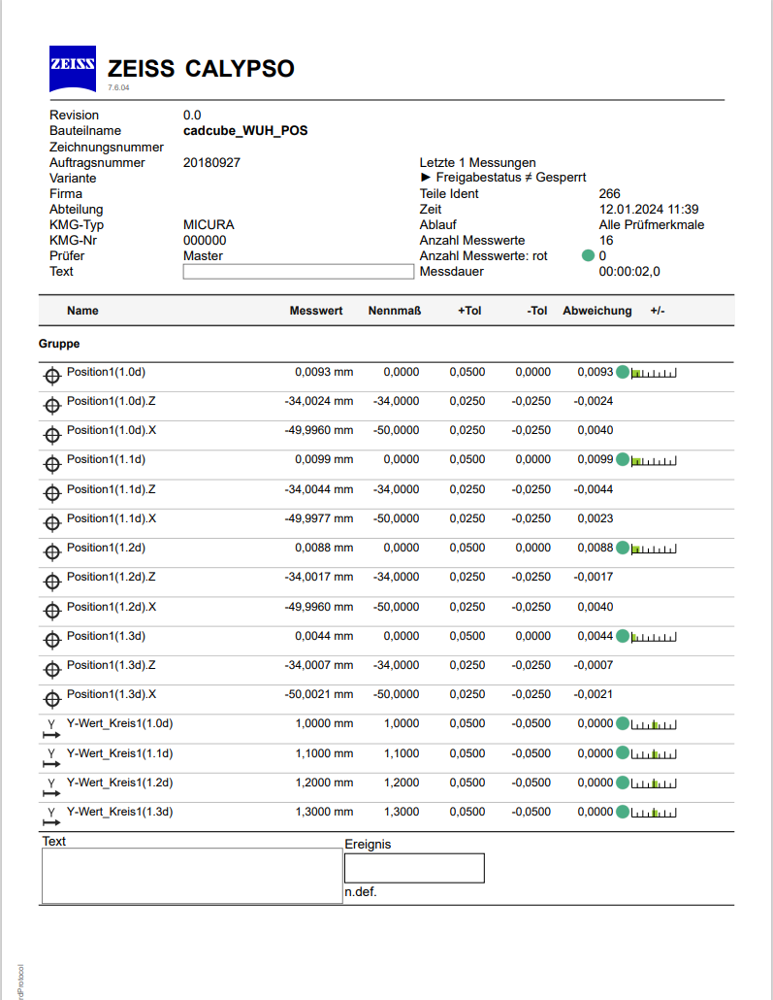 ZEISS
ZEISS CALYPSO
7.6.04
Revision 0.0
Bauteilname cadcube_WUH_POS
Zeichnungsnummer
Auftragsnummer 20180927 Letzte 1 Messungen
Variante ► Freigabestatus ≠ Gesperrt
Firma Teile Ident 266
Abteilung Zeit 12.01.2024 11:39
KMG-Typ MICURA Ablauf Alle Prüfmerkmale
KMG-Nr 000000 Anzahl Messwerte 16
Prüfer Master Anzahl Messwerte: rot 0
Text Messdauer 00:00:02,0
Name Messwert Nennmaß +Tol -Tol Abweichung +/-
Gruppe
Position1(1.0d) 0,0093 mm 0,0000 0,0500 0,0000 0,0093
Position1(1.0d).Z -34,0024 mm -34,0000 0,0250 -0,0250 -0,0024
Position1(1.0d).X -49,9960 mm -50,0000 0,0250 -0,0250 0,0040
Position1(1.1d) 0,0099 mm 0,0000 0,0500 0,0000 0,0099
Position1(1.1d).Z -34,0044 mm -34,0000 0,0250 -0,0250 -0,0044
Position1(1.1d).X -49,9977 mm -50,0000 0,0250 -0,0250 0,0023
Position1(1.2d) 0,0088 mm 0,0000 0,0500 0,0000 0,0088
Position1(1.2d).Z -34,0017 mm -34,0000 0,0250 -0,0250 -0,0017
Position1(1.2d).X -49,9960 mm -50,0000 0,0250 -0,0250 0,0040
Position1(1.3d) 0,0044 mm 0,0000 0,0500 0,0000 0,0044
Position1(1.3d).Z -34,0007 mm -34,0000 0,0250 -0,0250 -0,0007
Position1(1.3d).X -50,0021 mm -50,0000 0,0250 -0,0250 -0,0021
Y Y-Wert_Kreis1(1.0d) 1,0000 mm 1,0000 0,0500 -0,0500 0,0000
Y Y-Wert_Kreis1(1.1d) 1,1000 mm 1,1000 0,0500 -0,0500 0,0000
Y Y-Wert_Kreis1(1.2d) 1,2000 mm 1,2000 0,0500 -0,0500 0,0000
Y Y-Wert_Kreis1(1.3d) 1,3000 mm 1,3000 0,0500 -0,0500 0,0000
Text Ereignis
n.def.
rdProtocol